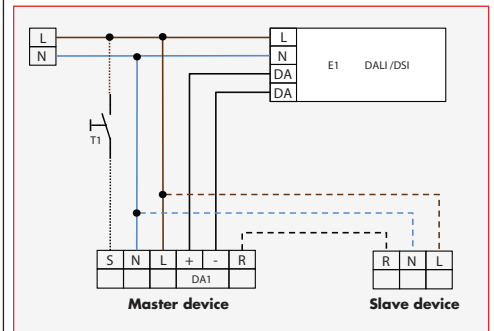 L
N
L
N
DA
DA
E1 DALI /DSI
T1
S N L + - R
DA1
R N L
Master device
Slave device